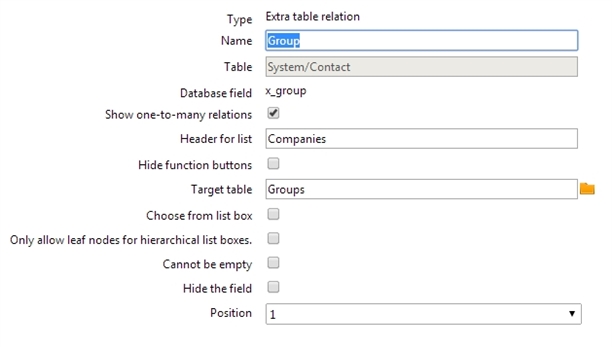 Type Extra table relation
Name Group
Table System/Contact
Database field x_group
Show one-to-many relations
Header for list Companies
Hide function buttons
Target table Groups
Choose from list box
Only allow leaf nodes for hierarchical list boxes.
Cannot be empty
Hide the field
Position 1